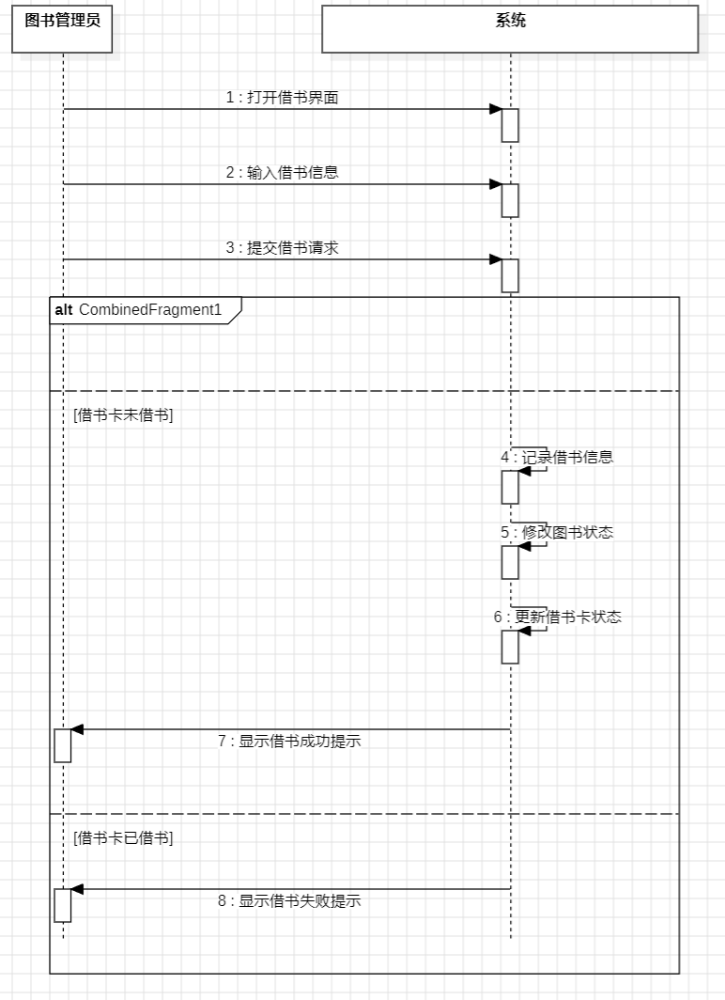 图书管理员
系统
1 : 打开借书界面
2 : 输入借书信息
3 : 提交借书请求
alt CombinedFragment1
[借书卡未借书]
4 : 记录借书信息
5 : 修改图书状态
6 : 更新借书卡状态
7 : 显示借书成功提示
[借书卡已借书]
8 : 显示借书失败提示